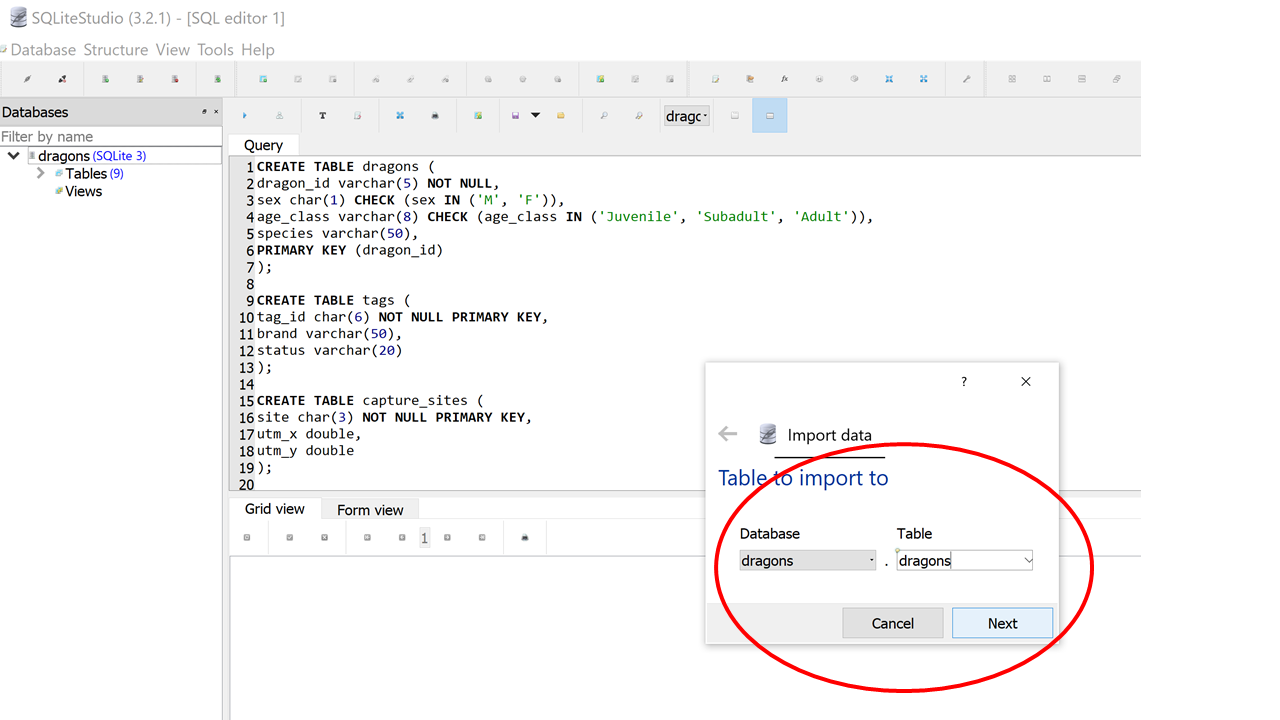 SQLiteStudio (3.2.1) - [SQL editor 1]
Database Structure View Tools Help
Databases
Filter by name
dragons (SQLite 3)
Tables (9)
Views
drago
Query
1 CREATE TABLE dragons (
2 dragon_id varchar(5) NOT NULL,
3 sex char(1) CHECK (sex IN ('M', 'F')),
4 age_class varchar(8) CHECK (age_class IN ('Juvenile', 'Subadult', 'Adult')),
5 species varchar(50),
6 PRIMARY KEY (dragon_id)
7 );
8
9 CREATE TABLE tags (
10 tag_id char(6) NOT NULL PRIMARY KEY,
11 brand varchar(50),
12 status varchar(20)
13 );
14
15 CREATE TABLE capture_sites (
16 site char(3) NOT NULL PRIMARY KEY,
17 utm_x double,
18 utm_y double
19 );
20
Grid view Form view
1
?
Import data
Table to import to
Database Table
dragons . dragons
Cancel Next